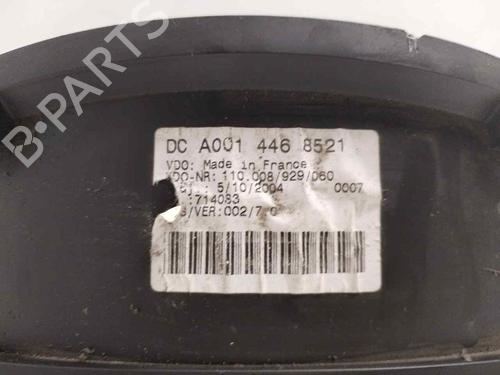 DC A001 446 8521
VDO: Made in France
DO-NR: 110.008/929/060
5/10/2004 0007
:714083
/VER:002/7.0
B-PARTS